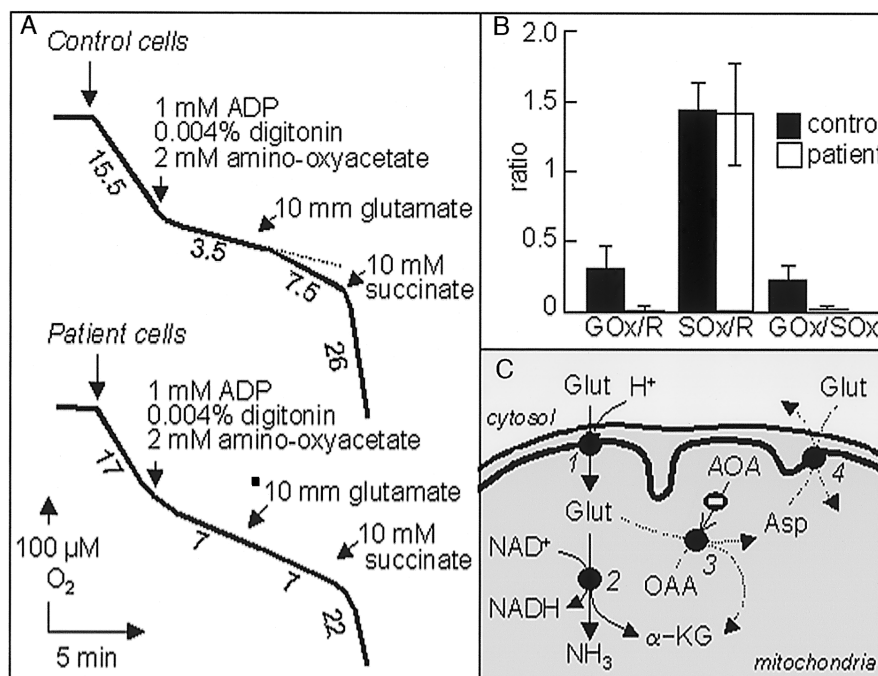 A
Control cells
1 mM ADP
0.004% digitonin
2 mM amino-oxyacetate
15.5
10 mm glutamate
3.5
7.5
10 mM
succinate
26
Patient cells
1 mM ADP
0.004% digitonin
2 mM amino-oxyacetate
17
10 mm glutamate
7
7
10 mM
succinate
22
100 µM
O2
5 min
B
2.0
1.5
1.0
0.5
0
ratio
contro
patient
GOx/R SOx/R GOx/SOx
C
Glut H+ Glut
cytosol
1
AOA
4
Glut
Asp
NAD+
3
2
OAA
NADH
α-KG
NH3
mitochondria